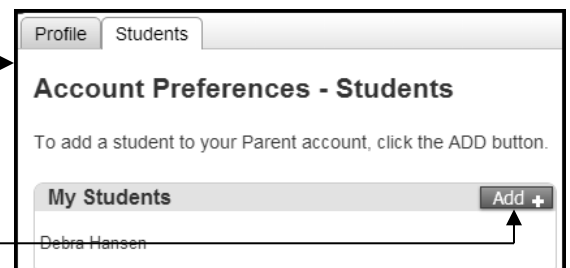 Profile Students
Account Preferences - Students
To add a student to your Parent account, click the ADD button.
My Students Add +
Debra Hansen